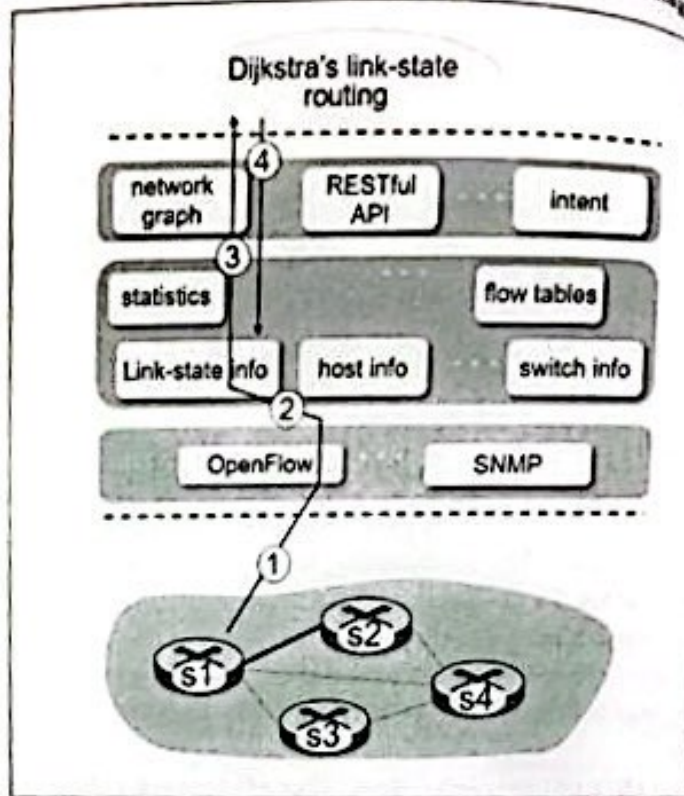 Dijkstra's link-state
routing
4
network
graph
RESTful
API
intent
3
statistics
flow tables
Link-state info
host info
switch info
2
OpenFlow
SNMP
1
s2
s1
s4
s3